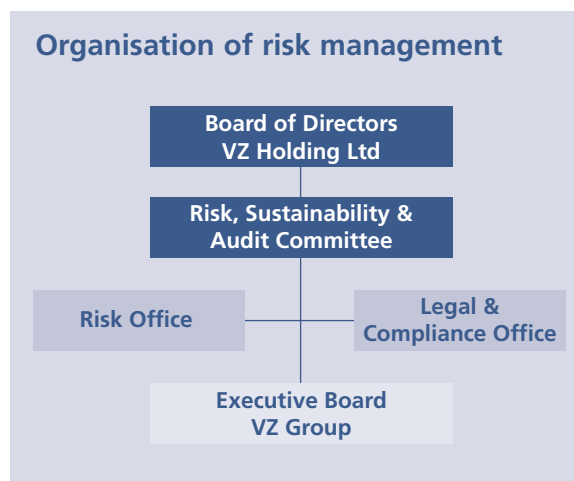 Organisation of risk management
Board of Directors
VZ Holding Ltd
Risk, Sustainability &
Audit Committee
Risk Office
Legal &
Compliance Office
Executive Board
VZ Group